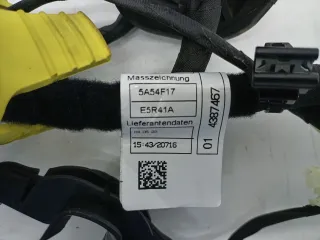 Masszeichnung
5A54F17
E5R41A
Lieferantendaten
15:43/20716
01 4387467